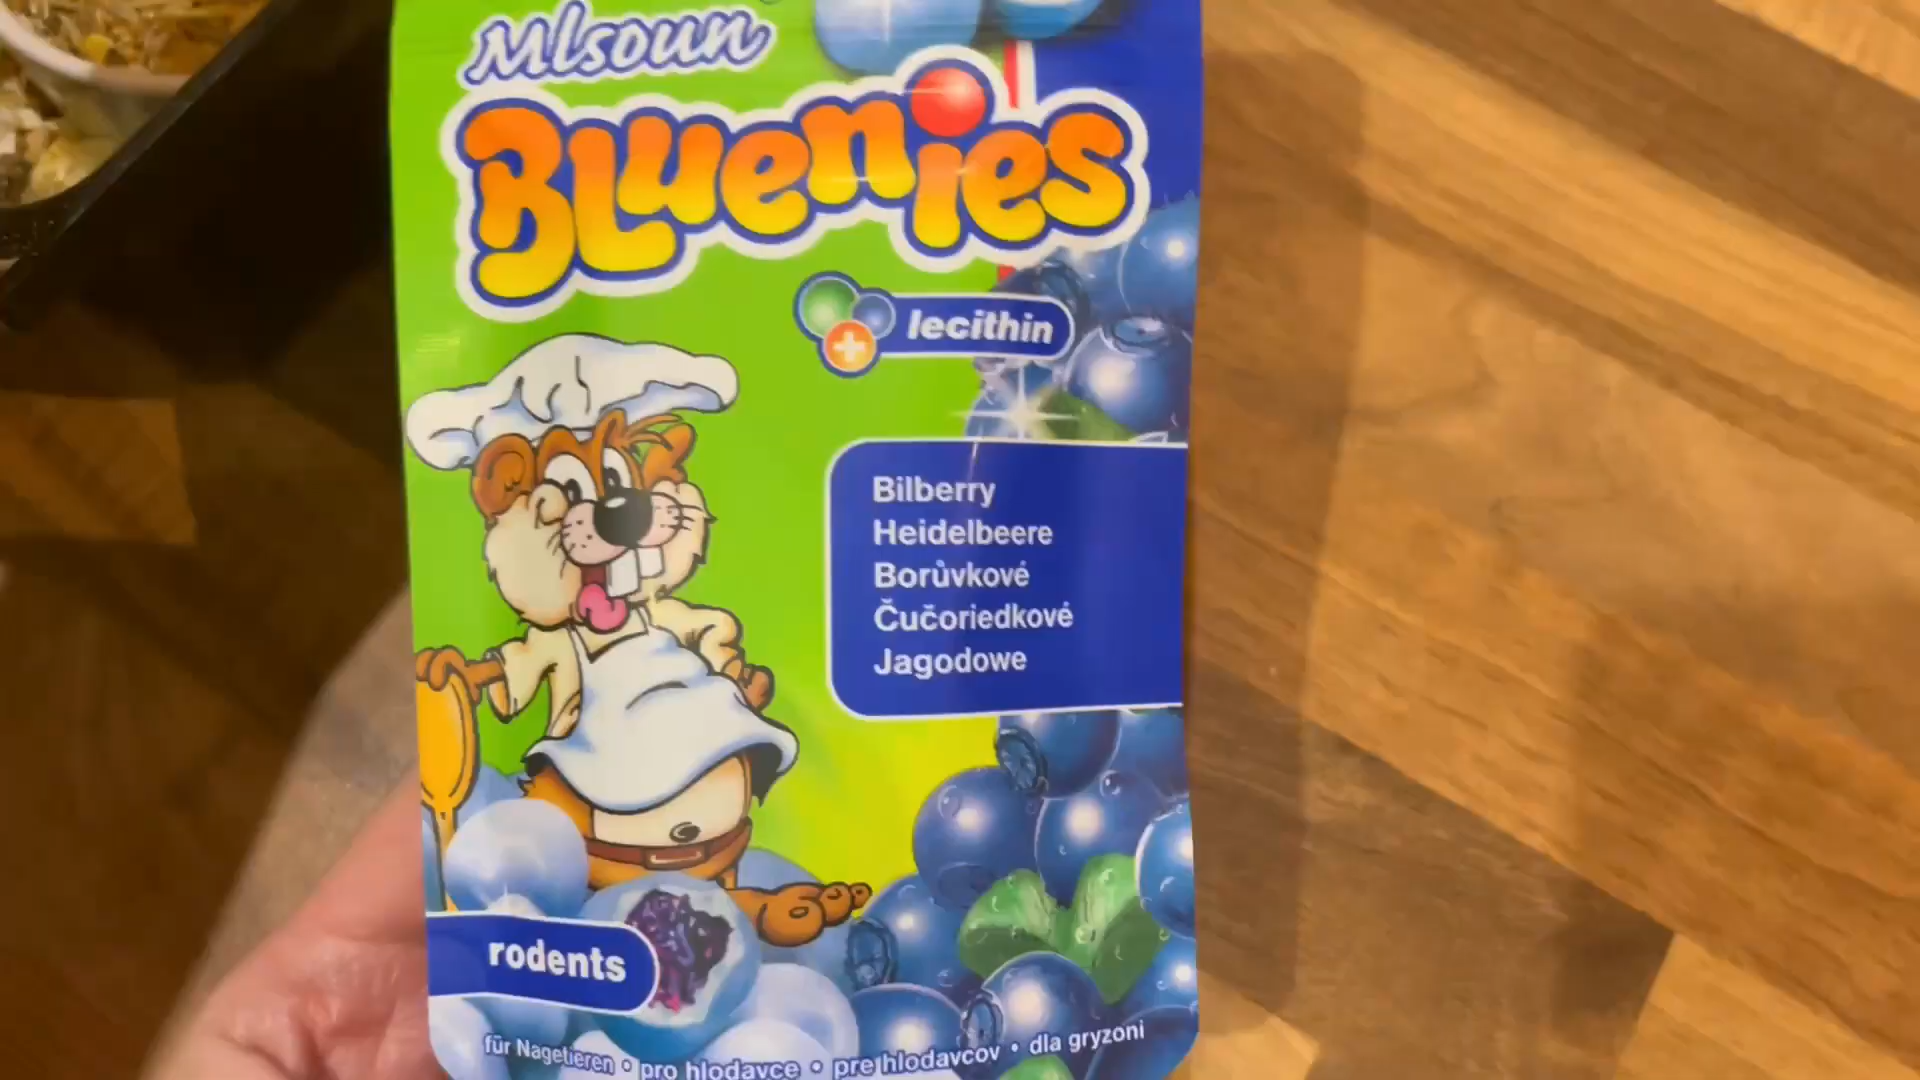 Mlsoun
Bluenies
lecithin
Bilberry
Heidelbeere
Borůvkové
Čučoriedkové
Jagodowe
rodents
für Nagetieren • pro hlodavce • pre hlodavcov • dla gryzoni